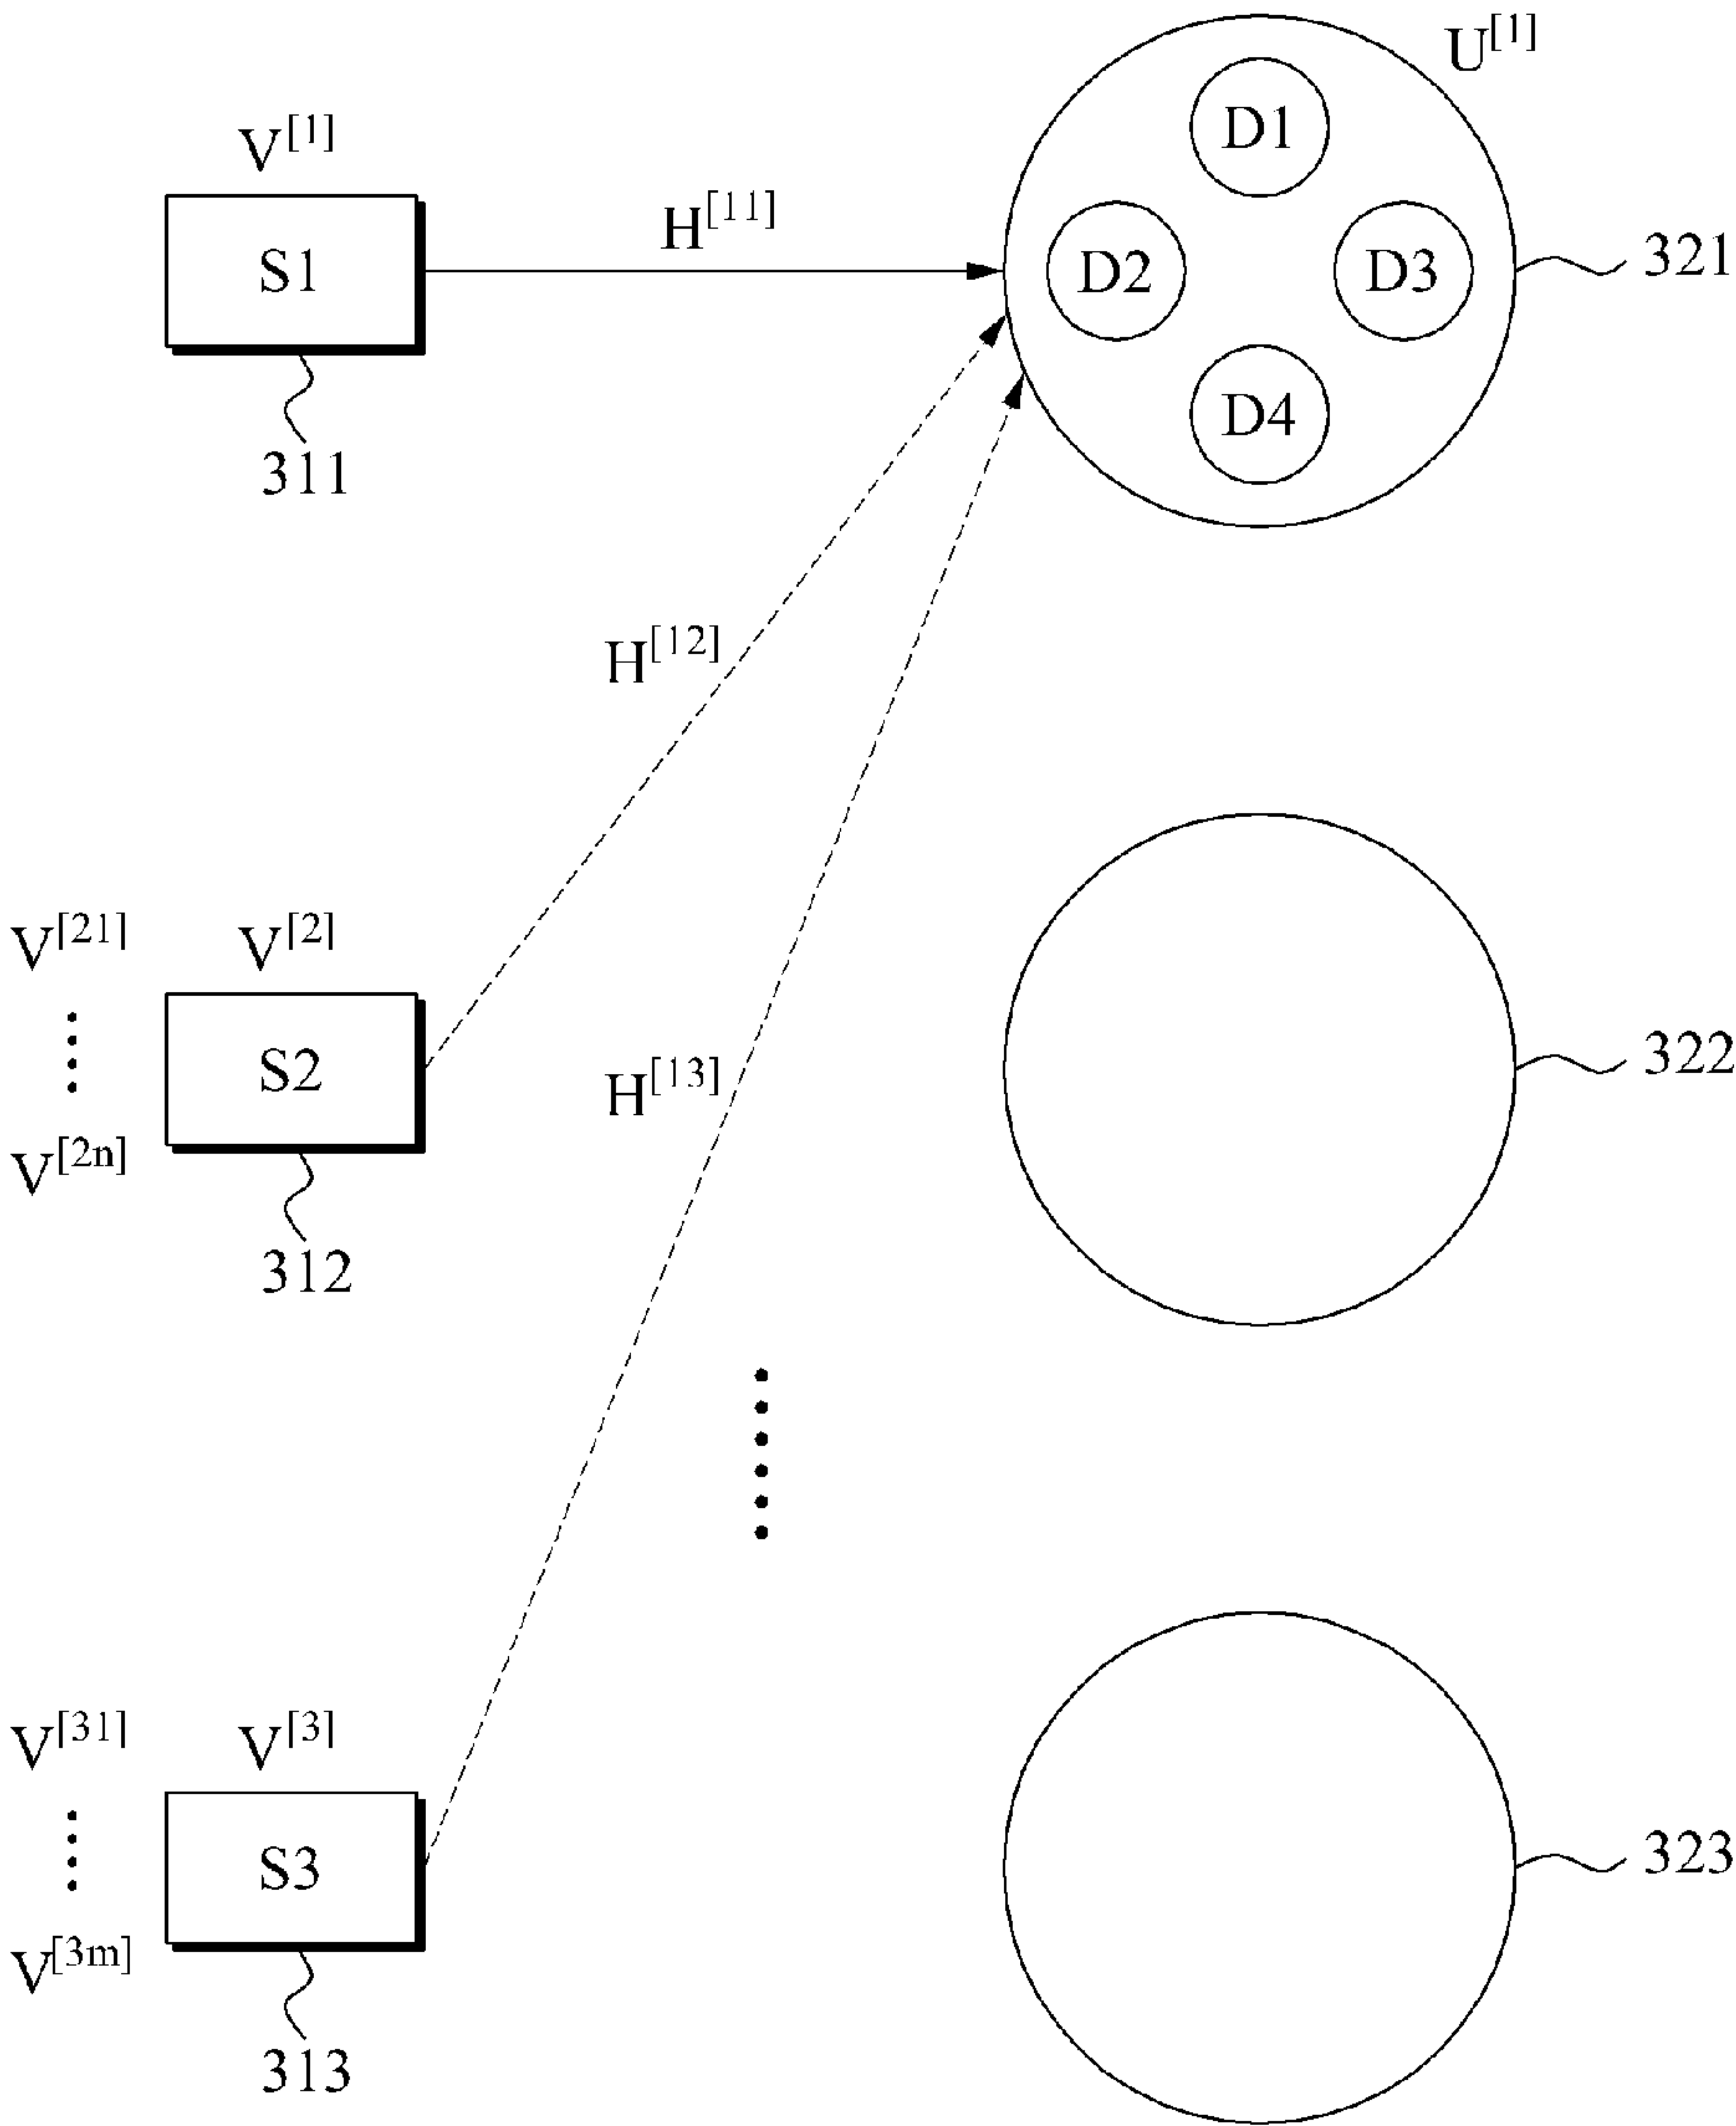 U[1]
D1
V[1]
H[11]
S1
D2
D3
321
D4
311
H[12]
V[21]
V[2]
S2
322
H[13]
V[2n]
312
V[31]
V[3]
S3
323
V[3m]
313